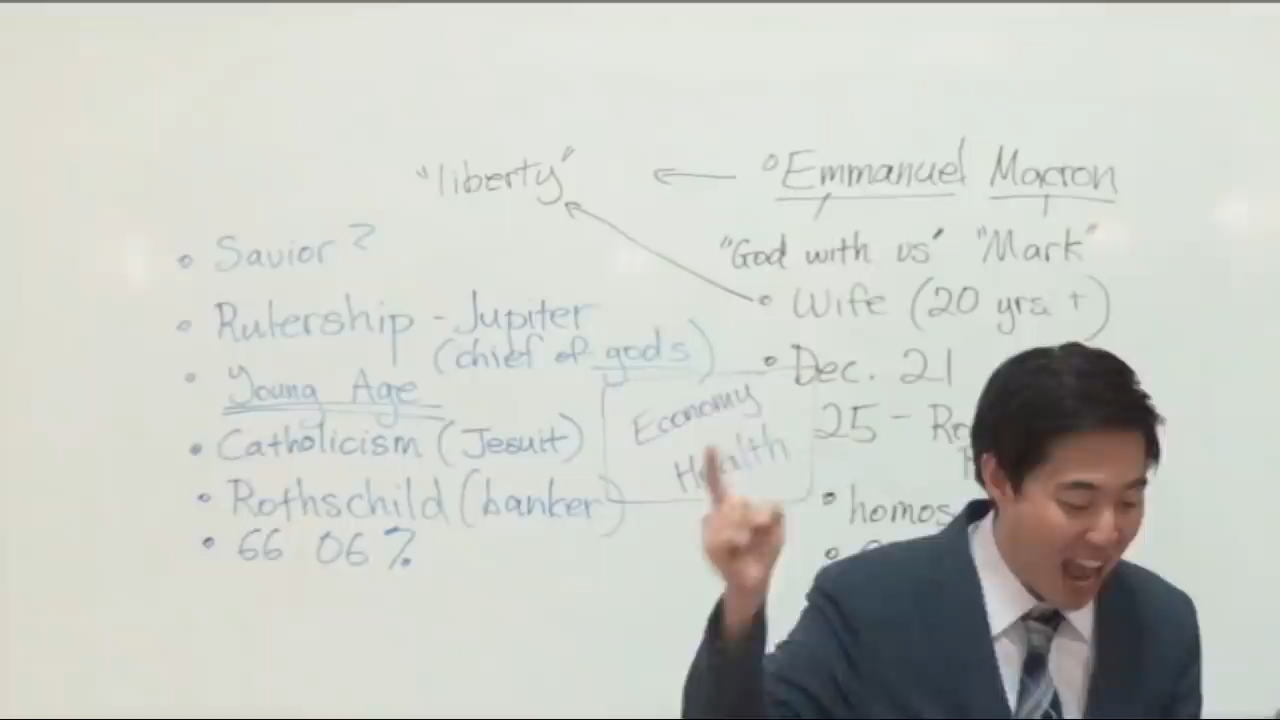 "liberty"
• Savior?
• Rulership - Jupiter
(chief of gods)
• Young Age
• Catholicism (Jesuit)
• Rothschild (banker)
• 66 06 %
Economy
Health
° Emmanuel Macron
"God with us" "Mark"
• Wife (20 yrs. +)
• Dec. 21
25 -
• homos